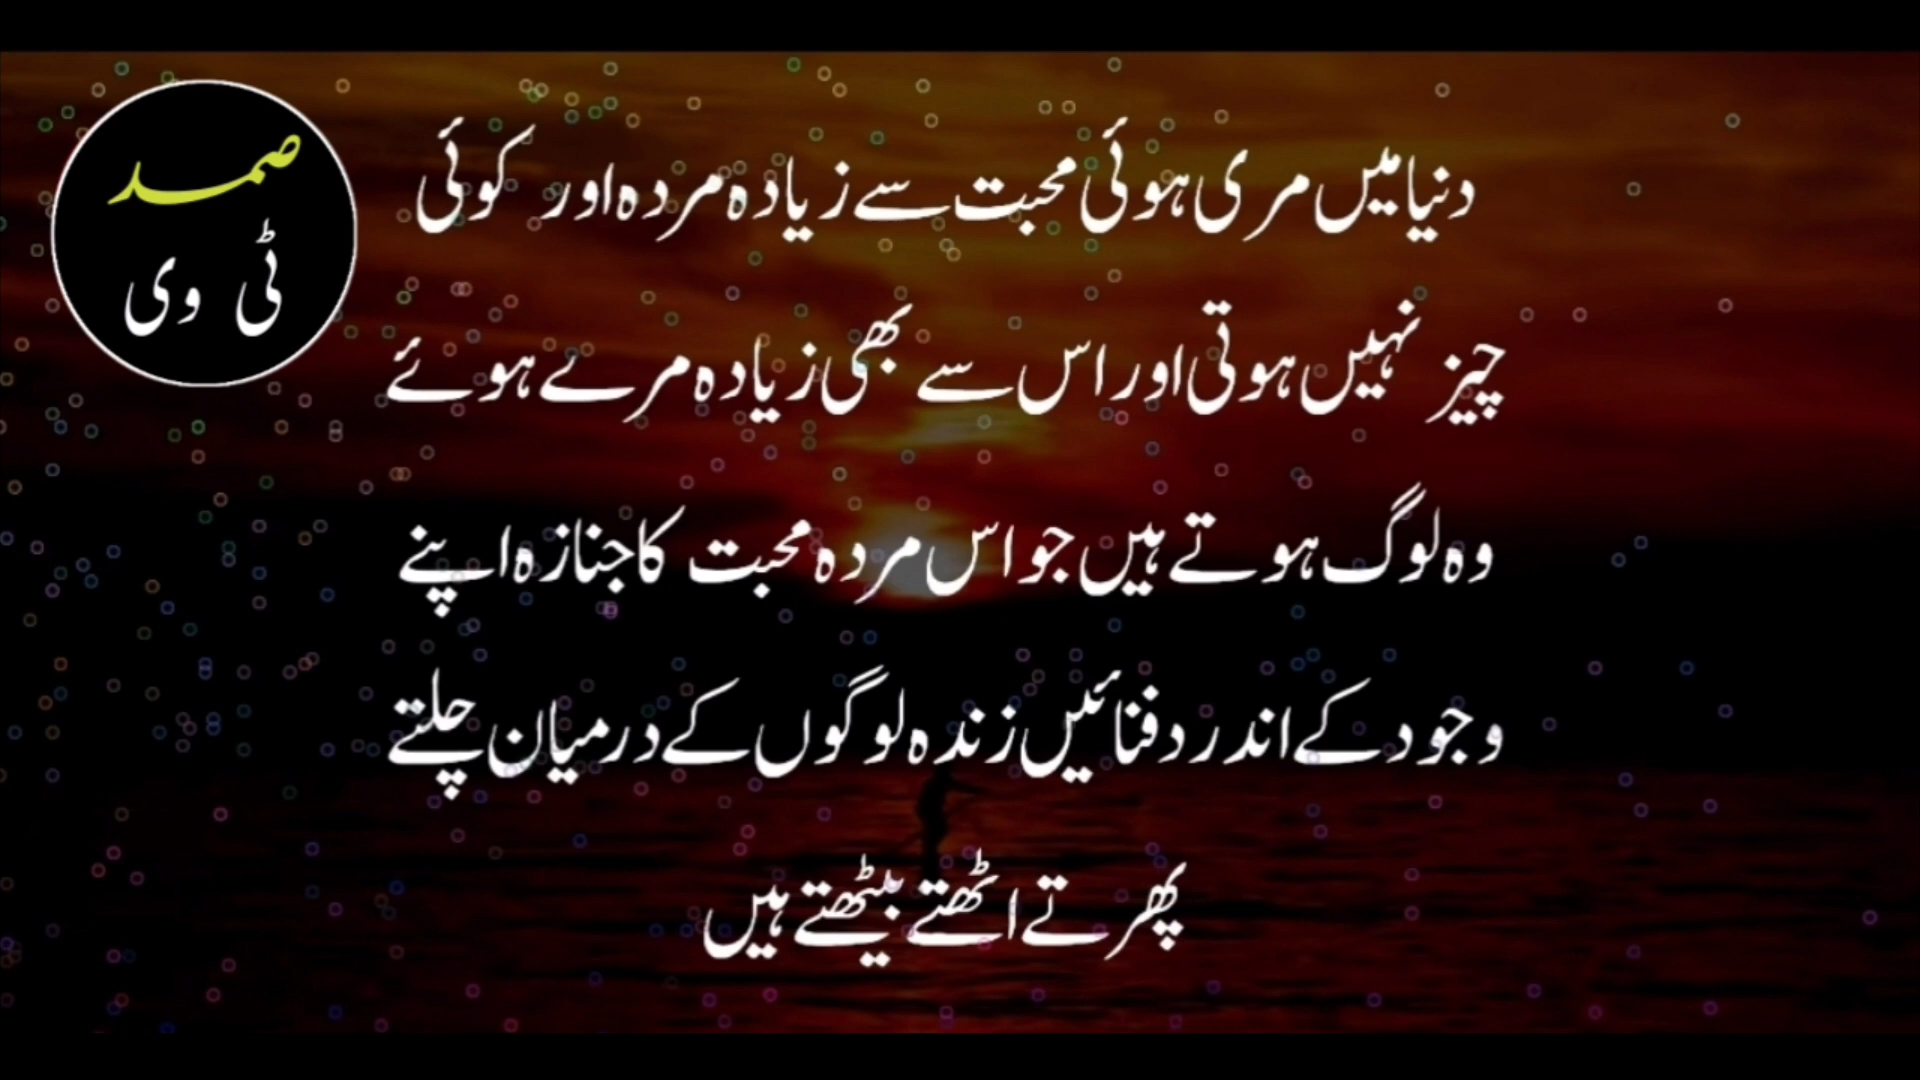 صمد
ٹی وی
دنیا میں مری ہوئی محبت سے زیادہ مردہ اور کوئی
چیز نہیں ہوتی اور اس سے بھی زیادہ مرے ہوئے
وہ لوگ ہوتے ہیں جو اس مردہ محبت کا جنازہ اپنے
وجود کے اندر دفنائیں زندہ لوگوں کے درمیان چلتے
پھرتے اٹھتے بیٹھتے ہیں